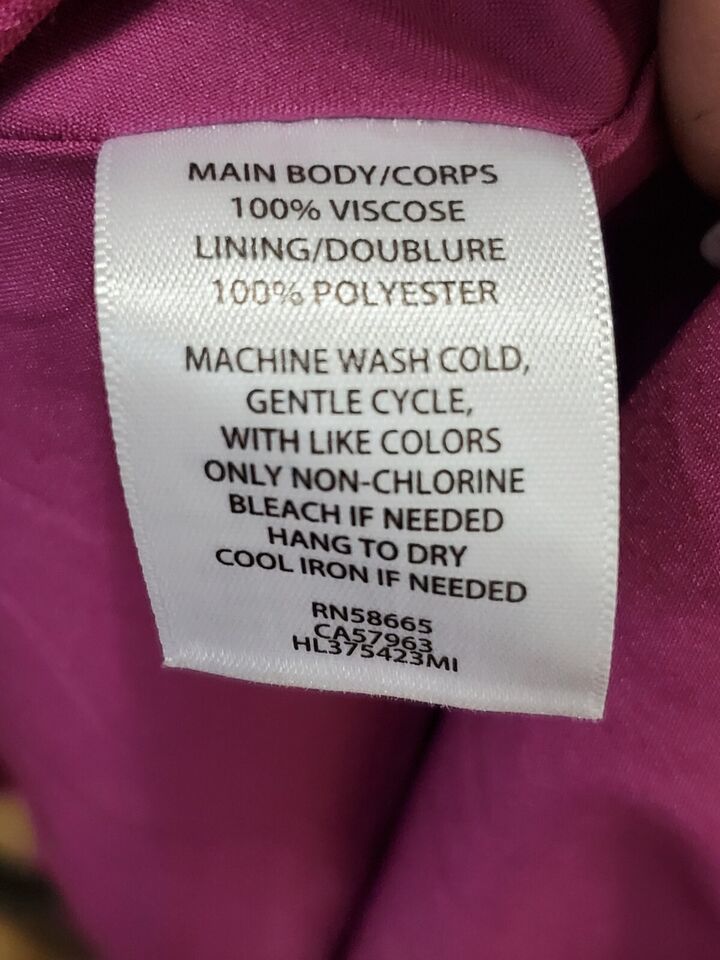 MAIN BODY/CORPS
100% VISCOSE
LINING/DOUBLURE
100% POLYESTER
MACHINE WASH COLD,
GENTLE CYCLE,
WITH LIKE COLORS
ONLY NON-CHLORINE
BLEACH IF NEEDED
HANG TO DRY
COOL IRON IF NEEDED
RN58665
CA57963
HL375423MI